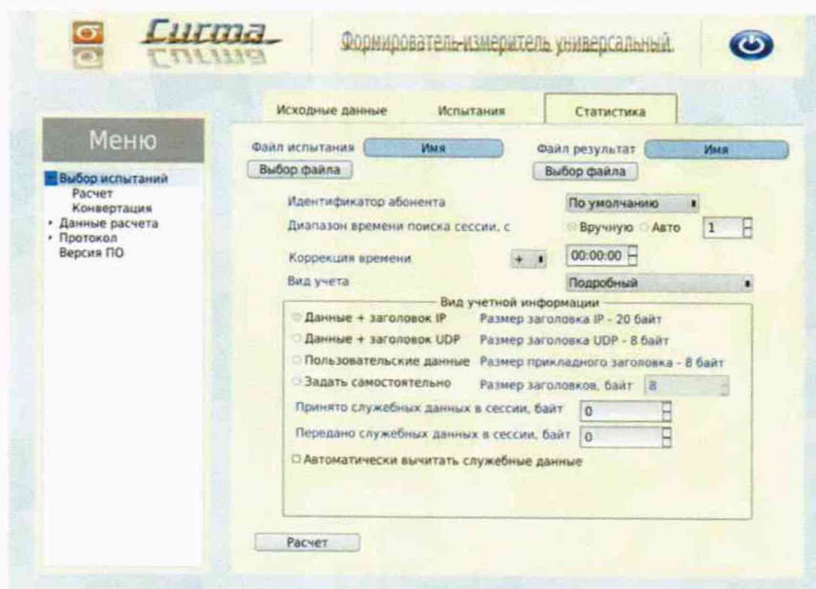 σ Сигма Формирователь-измеритель универсальный.
Исходные данные Испытания Статистика
Меню
Выбор испытаний
Расчет
Конвертация
Данные расчета
Протокол
Версия ПО
Файл испытания Имя Файл результат Имя
Выбор файла Выбор файла
Идентификатор абонента По умолчанию
Диапазон времени поиска сессии, с Вручную Авто 1
Коррекция времени + 00:00:00
Вид учета Подробный
Вид учетной информации
Данные + заголовок IP Размер заголовка IP - 20 байт
Данные + заголовок UDP Размер заголовка UDP - 8 байт
Пользовательские данные Размер прикладного заголовка - 8 байт
Задать самостоятельно Размер заголовков, байт 8
Принято служебных данных в сессии, байт 0
Передано служебных данных в сессии, байт 0
Автоматически вычитать служебные данные
Расчет